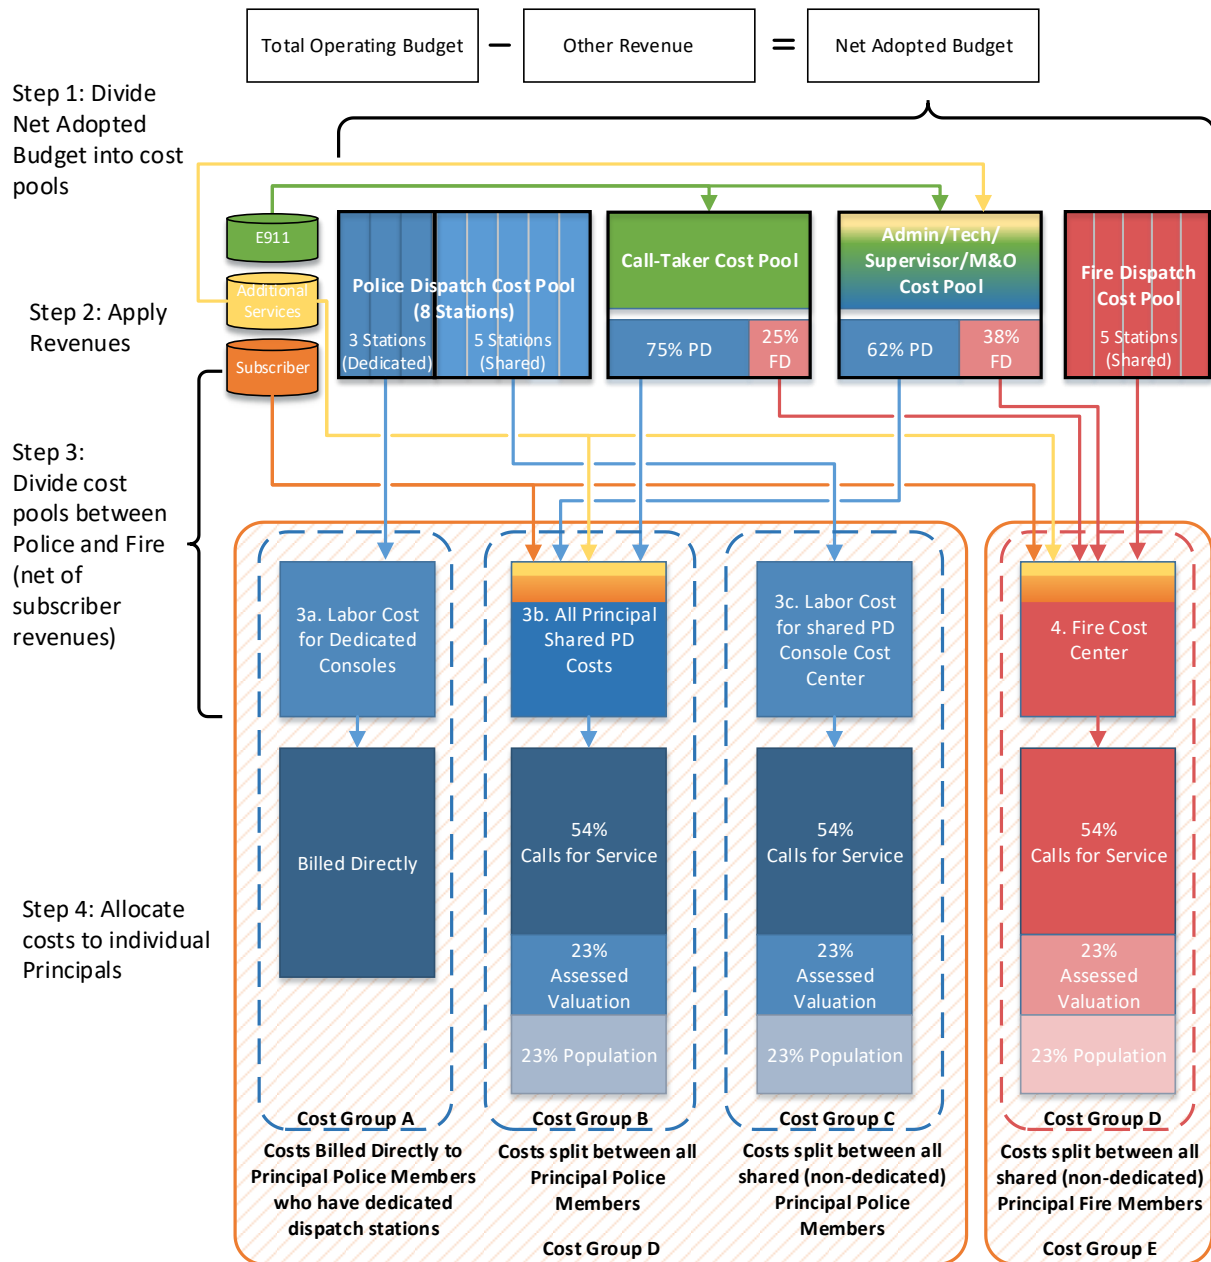 Total Operating Budget
Other Revenue
=
Net Adopted Budget
Step 1: Divide
Net Adopted
Budget into cost
pools
E911
Additional
Services
Subscriber
Step 2: Apply
Revenues
Police Dispatch Cost Pool
(8 Stations)
3 Stations
(Dedicated)
5 Stations
(Shared)
Call-Taker Cost Pool
75% PD
25%
FD
Admin/Tech/
Supervisor/M&O
Cost Pool
62% PD
38%
FD
Fire Dispatch
Cost Pool
5 Stations
(Shared)
Step 3:
Divide cost
pools between
Police and Fire
(net of
subscriber
revenues)
3a. Labor Cost
for Dedicated
Consoles
3b. All Principal
Shared PD
Costs
3c. Labor Cost
for shared PD
Console Cost
Center
4. Fire Cost
Center
Step 4: Allocate
costs to individual
Principals
Billed Directly
54%
Calls for Service
23%
Assessed
Valuation
23% Population
54%
Calls for Service
23%
Assessed
Valuation
23% Population
54%
Calls for Service
23%
Assessed
Valuation
23% Population
Cost Group A
Cost Group B
Cost Group C
Cost Group D
Costs Billed Directly to
Principal Police Members
who have dedicated
dispatch stations
Costs split between all
Principal Police
Members
Costs split between all
shared (non-dedicated)
Principal Police
Members
Costs split between all
shared (non-dedicated)
Principal Fire Members
Cost Group D
Cost Group E